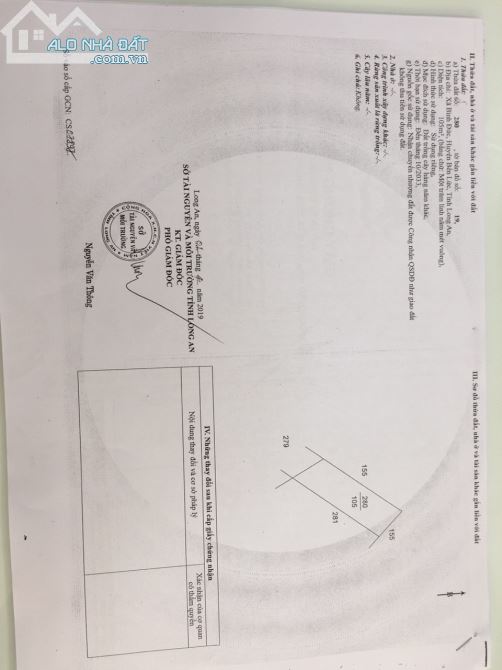 ALO NHÀ ĐẤT
.com.vn
II. Thửa đất, nhà ở và tài sản khác gắn liền với đất
1. Thửa đất:
a) Thửa đất số: 280, tờ bản đồ số: 19,
b) Địa chỉ: Xã Bình Đức, Huyện Bến Lức, Tỉnh Long An,
c) Diện tích: 105m², (bằng chữ: Một trăm linh năm mét vuông),
d) Hình thức sử dụng: Sử dụng riêng,
đ) Mục đích sử dụng: Đất trồng cây hàng năm khác,
e) Thời hạn sử dụng: Đến tháng 10/2033,
g) Nguồn gốc sử dụng: Nhận chuyển nhượng đất được Công nhận QSDĐ như giao đất
không thu tiền sử dụng đất.
2. Nhà ở: -/-.
3. Công trình xây dựng khác: -/-.
4. Rừng sản xuất là rừng trồng: -/-.
5. Cây lâu năm: -/-.
6. Ghi chú: Không.
Long An, ngày tháng năm 2019
SỞ TÀI NGUYÊN VÀ MÔI TRƯỜNG TỈNH LONG AN
KT. GIÁM ĐỐC
PHÓ GIÁM ĐỐC
SỞ
TÀI NGUYÊN VÀ
MÔI TRƯỜNG
Nguyễn Văn Thông
vào sổ cấp GCN: CS
III. Sơ đồ thửa đất, nhà ở và tài sản khác gắn liền với đất
B
155
155
280
105
281
279
IV. Những thay đổi sau khi cấp giấy chứng nhận
Nội dung thay đổi và cơ sở pháp lý
Xác nhận của cơ quan
có thẩm quyền